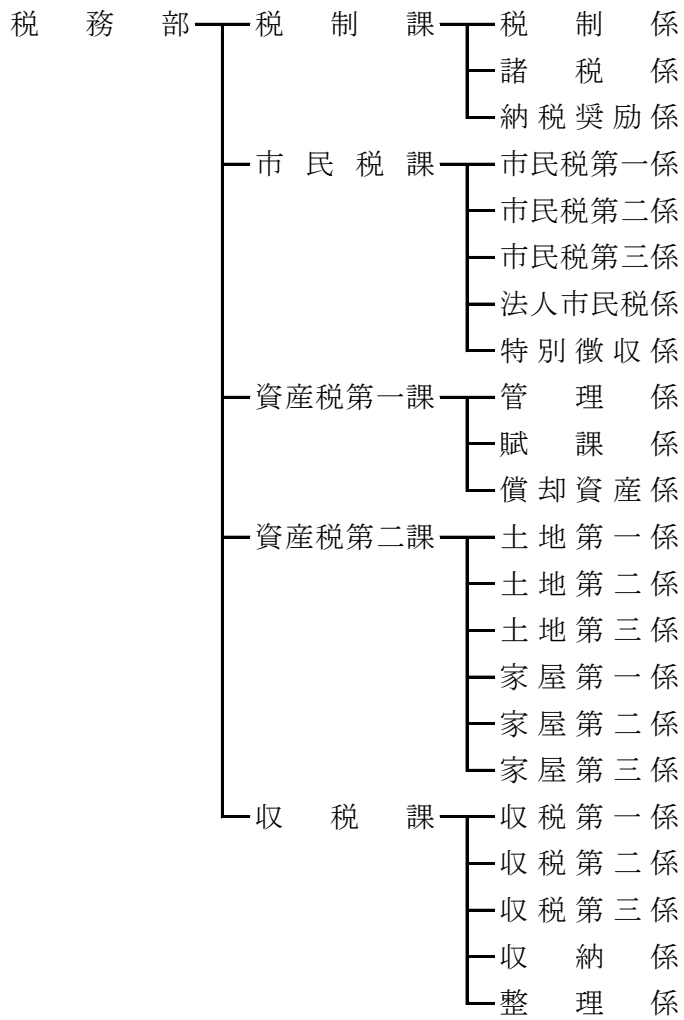 税務部 税制課 税制係
諸税係
納税奨励係
市民税課 市民税第一係
市民税第二係
市民税第三係
法人市民税係
特別徴収係
資産税第一課 管理係
賦課係
償却資産係
資産税第二課 土地第一係
土地第二係
土地第三係
家屋第一係
家屋第二係
家屋第三係
収税課 収税第一係
収税第二係
収税第三係
収納係
整理係